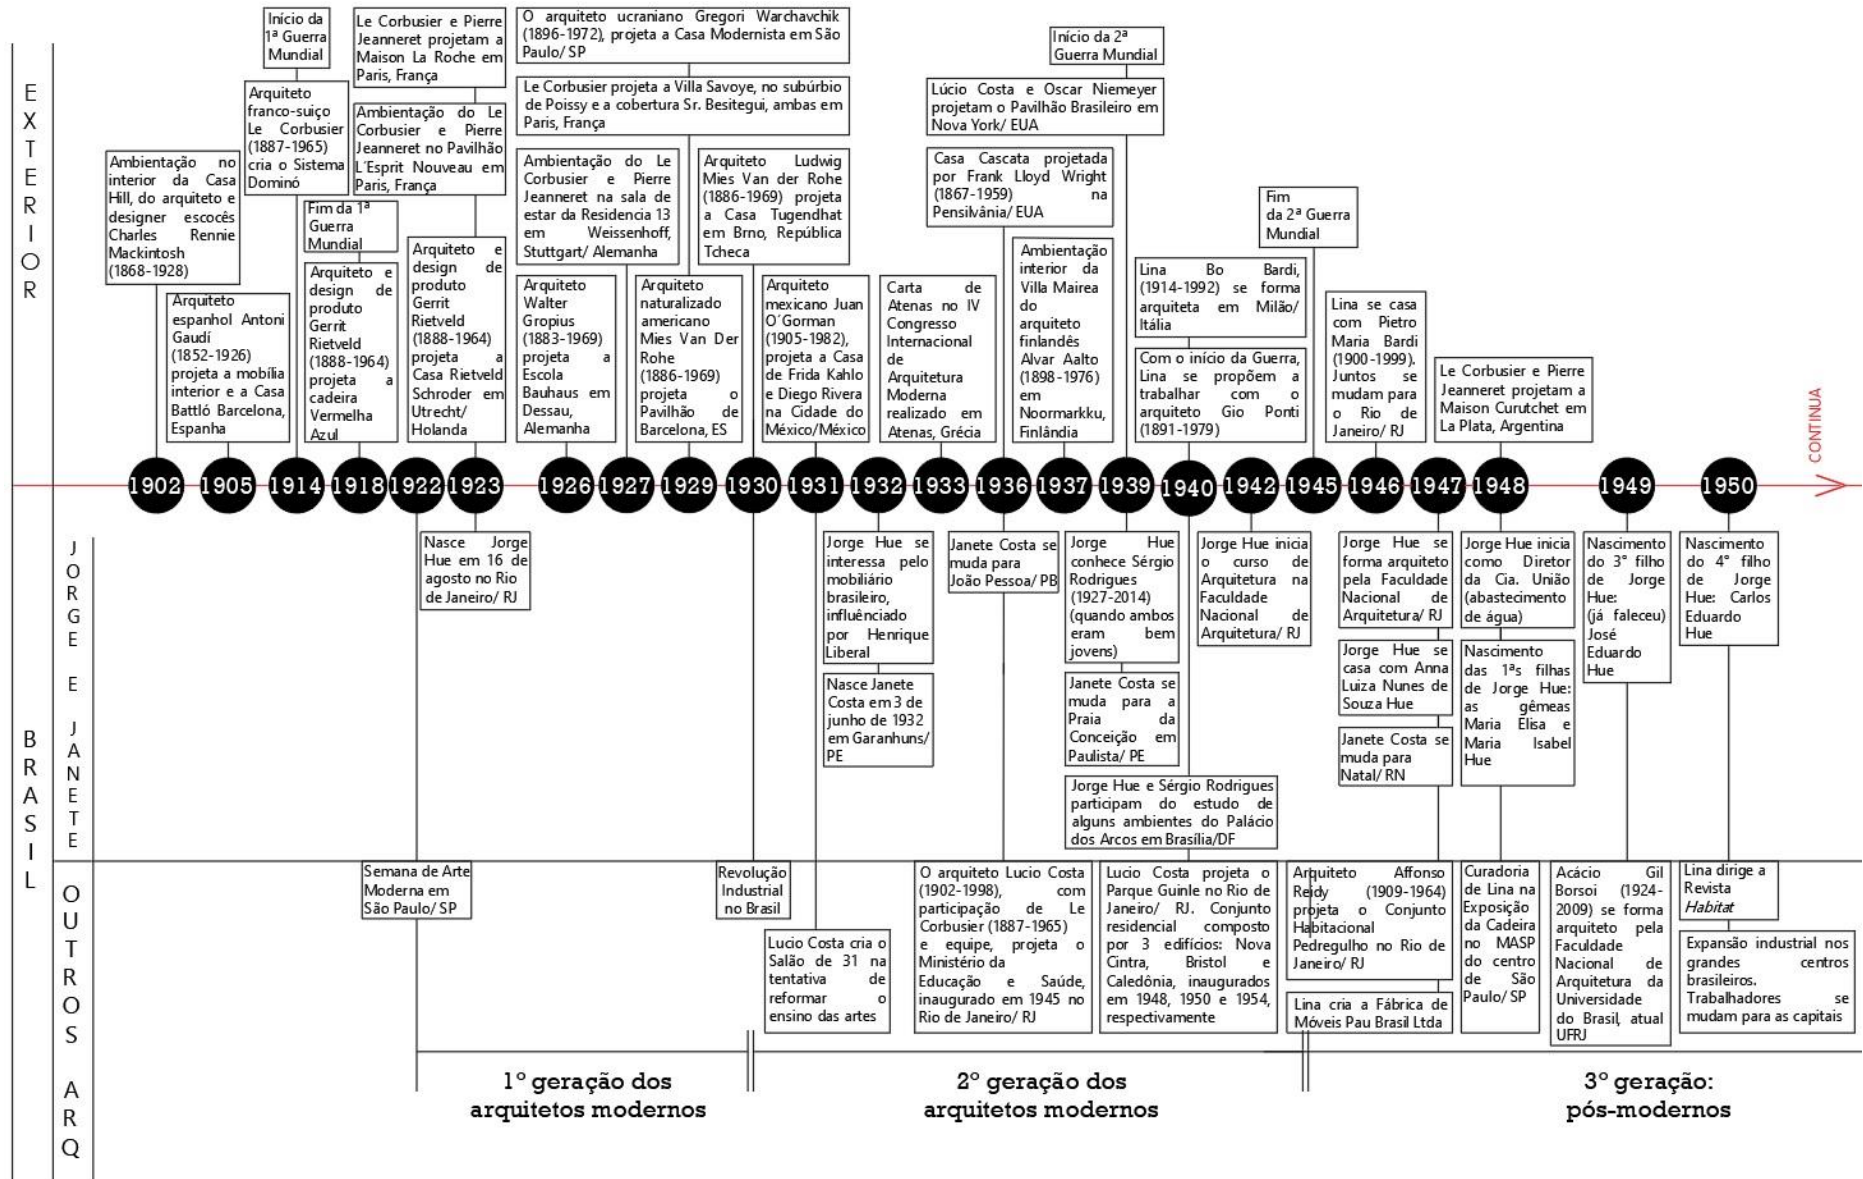 EXTERIOR
Ambientação no
interior da Casa
Hill, do arquiteto e
designer escocês
Charles Rennie
Mackintosh
(1868-1928)
Arquiteto
espanhol Antoni
Gaudí
(1852-1926)
projeta a mobília
interior e a Casa
Battló Barcelona,
Espanha
Início da
1ª Guerra
Mundial
Arquiteto
franco-suiço
Le Corbusier
(1887-1965)
cria o Sistema
Dominó
Fim da 1ª
Guerra
Mundial
Arquiteto e
design de
produto
Gerrit
Rietveld
(1888-1964)
projeta a
cadeira
Vermelha
Azul
Le Corbusier e Pierre
Jeanneret projetam a
Maison La Roche em
Paris, França
Ambientação do Le
Corbusier e Pierre
Jeanneret no Pavilhão
L´Esprit Nouveau em
Paris, França
Arquiteto e
design de
produto
Gerrit
Rietveld
(1888-1964)
projeta a
Casa Rietveld
Schroder em
Utrecht/
Holanda
O arquiteto ucraniano Gregori Warchavchik
(1896-1972), projeta a Casa Modernista em São
Paulo/ SP
Le Corbusier projeta a Villa Savoye, no subúrbio
de Poissy e a cobertura Sr. Besitegui, ambas em
Paris, França
Ambientação do Le
Corbusier e Pierre
Jeanneret na sala de
estar da Residencia 13
em Weissenhoff,
Stuttgart/ Alemanha
Arquiteto Ludwig
Mies Van der Rohe
(1886-1969) projeta
a Casa Tugendhat
em Brno, República
Tcheca
Arquiteto
Walter
Gropius
(1883-1969)
projeta a
Escola
Bauhaus em
Dessau,
Alemanha
Arquiteto
naturalizado
americano
Mies Van Der
Rohe
(1886-1969)
projeta o
Pavilhão de
Barcelona, ES
Arquiteto
mexicano Juan
O´Gorman
(1905-1982),
projeta a Casa
de Frida Kahlo
e Diego Rivera
na Cidade do
México/México
Carta de
Atenas no IV
Congresso
Internacional
de
Arquitetura
Moderna
realizado em
Atenas, Grécia
Início da 2ª
Guerra Mundial
Lúcio Costa e Oscar Niemeyer
projetam o Pavilhão Brasileiro em
Nova York/ EUA
Casa Cascata projetada
por Frank Lloyd Wright
(1867-1959) na
Pensilvânia/ EUA
Ambientação
interior da
Villa Mairea
do
arquiteto
finlandês
Alvar Aalto
(1898-1976)
em
Noormarkku,
Finlândia
Lina Bo Bardi,
(1914-1992) se forma
arquiteta em Milão/
Itália
Com o início da Guerra,
Lina se propõem a
trabalhar com o
arquiteto Gio Ponti
(1891-1979)
Fim
da 2ª Guerra
Mundial
Lina se casa
com Pietro
Maria Bardi
(1900-1999).
Juntos se
mudam para
o Rio de
Janeiro/ RJ
Le Corbusier e Pierre
Jeanneret projetam a
Maison Curutchet em
La Plata, Argentina
CONTINUA
1902 1905 1914 1918 1922 1923 1926 1927 1929 1930 1931 1932 1933 1936 1937 1939 1940 1942 1945 1946 1947 1948 1949 1950
BRASIL
JORGE E JANETE
Nasce Jorge
Hue em 16 de
agosto no Rio
de Janeiro/ RJ
Jorge Hue se
interessa pelo
mobiliário
brasileiro,
influênciado
por Henrique
Liberal
Nasce Janete
Costa em 3 de
junho de 1932
em Garanhuns/
PE
Janete Costa se
muda para
João Pessoa/ PB
Jorge Hue
conhece Sérgio
Rodrigues
(1927-2014)
(quando ambos
eram bem
jovens)
Janete Costa se
muda para a
Praia da
Conceição em
Paulista/ PE
Jorge Hue e Sérgio Rodrigues
participam do estudo de
alguns ambientes do Palácio
dos Arcos em Brasília/DF
Jorge Hue inicia
o curso de
Arquitetura na
Faculdade
Nacional de
Arquitetura/ RJ
Jorge Hue se
forma arquiteto
pela Faculdade
Nacional de
Arquitetura/ RJ
Jorge Hue se
casa com Anna
Luiza Nunes de
Souza Hue
Janete Costa se
muda para
Natal/ RN
Jorge Hue inicia
como Diretor
da Cia. União
(abastecimento
de água)
Nascimento
das 1ªs filhas
de Jorge Hue:
as gêmeas
Maria Elisa e
Maria Isabel
Hue
Nascimento
do 3° filho
de Jorge
Hue:
(já faleceu)
José
Eduardo
Hue
Nascimento
do 4° filho
de Jorge
Hue: Carlos
Eduardo
Hue
OUTROS ARQ
Semana de Arte
Moderna em
São Paulo/ SP
Revolução
Industrial
no Brasil
Lucio Costa cria o
Salão de 31 na
tentativa de
reformar o
ensino das artes
O arquiteto Lucio Costa
(1902-1998), com
participação de Le
Corbusier (1887-1965)
e equipe, projeta o
Ministério da
Educação e Saúde,
inaugurado em 1945 no
Rio de Janeiro/ RJ
Lucio Costa projeta o
Parque Guinle no Rio de
Janeiro/ RJ. Conjunto
residencial composto
por 3 edifícios: Nova
Cintra, Bristol e
Caledônia, inaugurados
em 1948, 1950 e 1954,
respectivamente
Arquiteto Affonso
Reidy (1909-1964)
projeta o Conjunto
Habitacional
Pedregulho no Rio de
Janeiro/ RJ
Lina cria a Fábrica de
Móveis Pau Brasil Ltda
Curadoria
de Lina na
Exposição
da Cadeira
no MASP
do centro
de São
Paulo/ SP
Acácio Gil
Borsoi (1924-
2009) se forma
arquiteto pela
Faculdade
Nacional de
Arquitetura da
Universidade
do Brasil, atual
UFRJ
Lina dirige a
Revista
Habitat
Expansão industrial nos
grandes centros
brasileiros.
Trabalhadores se
mudam para as capitais
1º geração dos
arquitetos modernos
2º geração dos
arquitetos modernos
3º geração:
pós-modernos